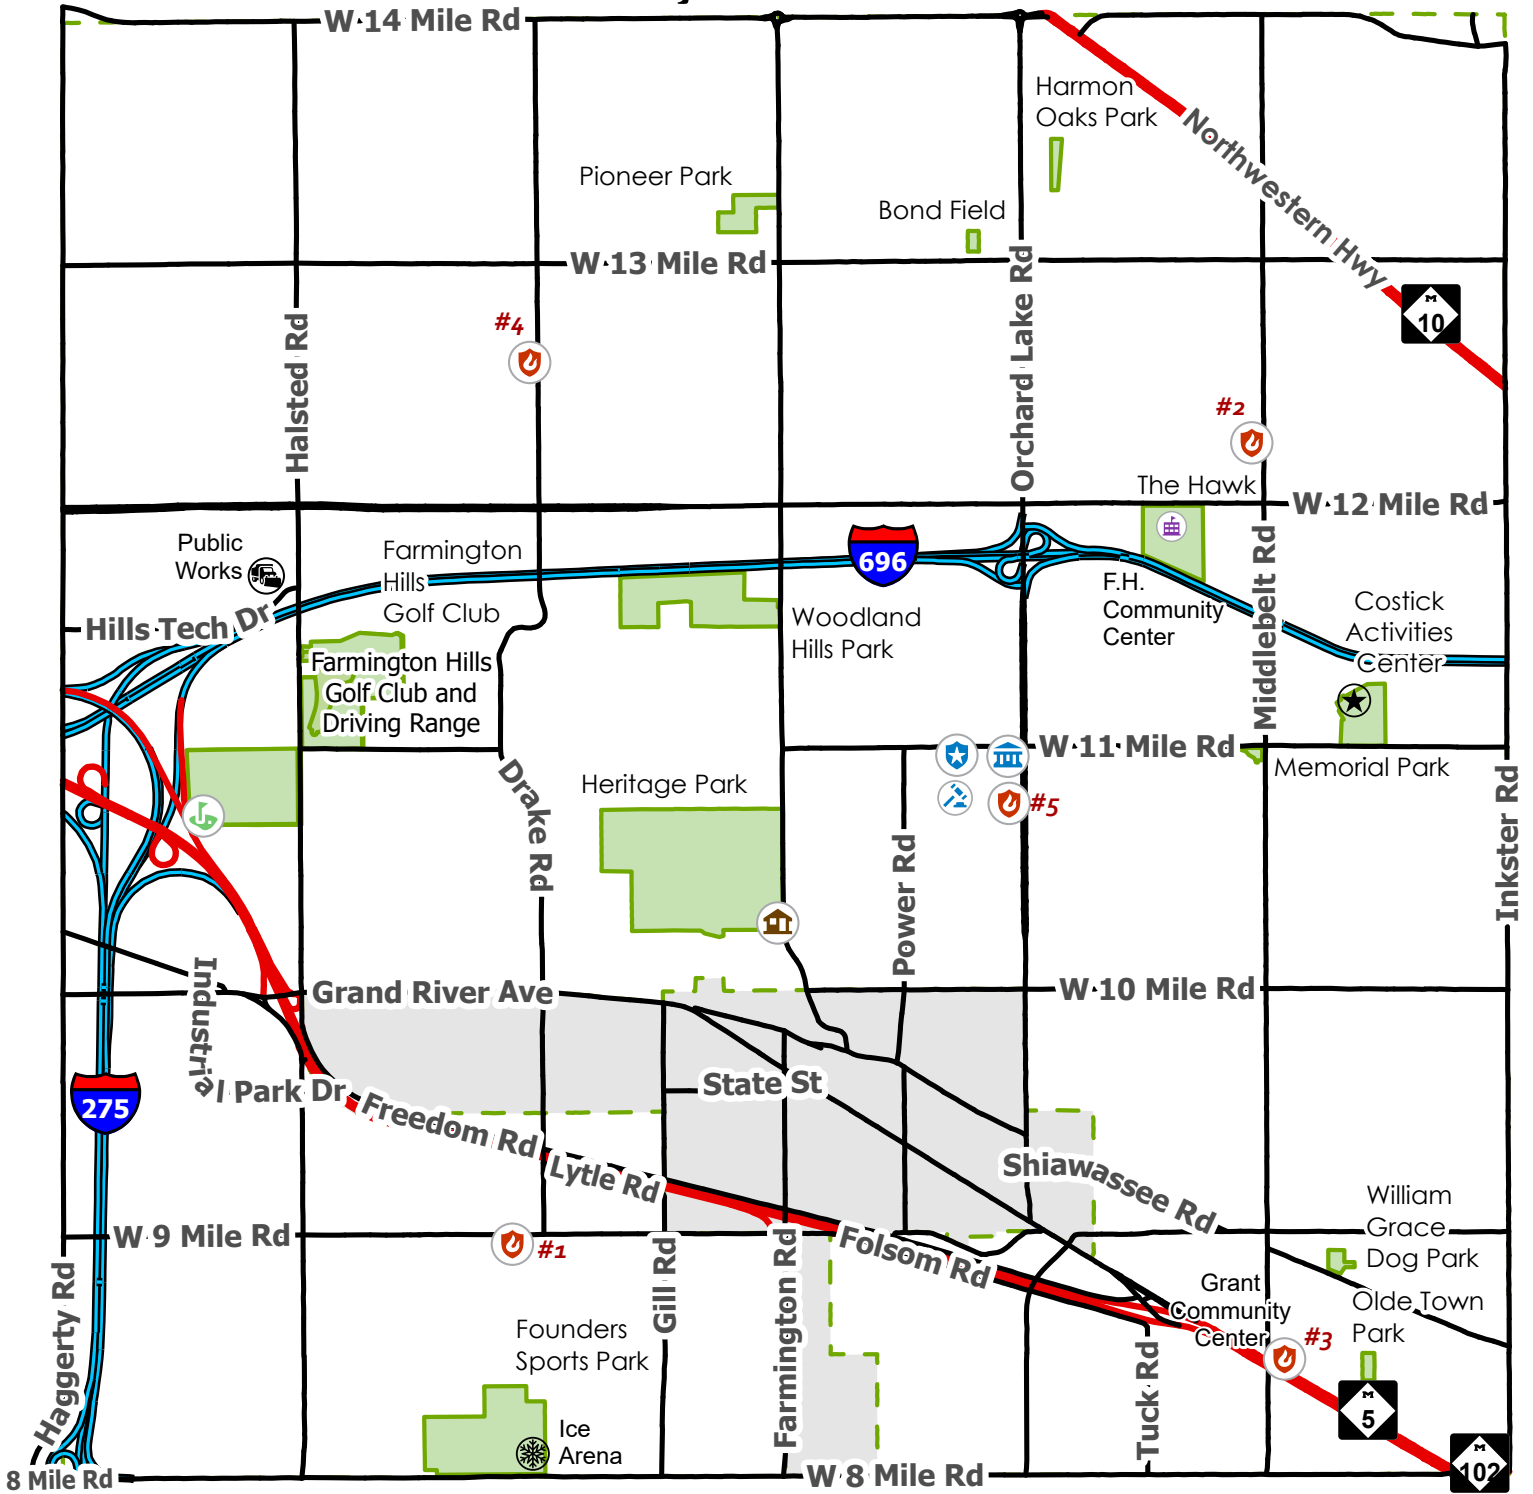 W 14 Mile Rd
Harmon
Oaks Park
Northwestern Hwy
Pioneer Park
Bond Field
W 13 Mile Rd
M
10
Halsted Rd
#4
Orchard Lake Rd
#2
The Hawk
W 12 Mile Rd
Public
Works
Farmington
Hills
Golf Club
696
F.H.
Community
Center
Middlebelt Rd
Costick
Activities
Center
Hills Tech Dr
Woodland
Hills Park
Farmington Hills
Golf Club and
Driving Range
W 11 Mile Rd
Memorial Park
Drake Rd
Heritage Park
#5
Power Rd
Inkster Rd
Industrial Park Dr
Grand River Ave
W 10 Mile Rd
State St
275
Freedom Rd
Lytle Rd
Shiawassee Rd
William
Grace
Dog Park
W 9 Mile Rd
#1
Gill Rd
Farmington Rd
Folsom Rd
Grant
Community
Center
Olde Town
Park
#3
Haggerty Rd
Founders
Sports Park
Tuck Rd
M
5
Ice
Arena
M
102
8 Mile Rd
W 8 Mile Rd